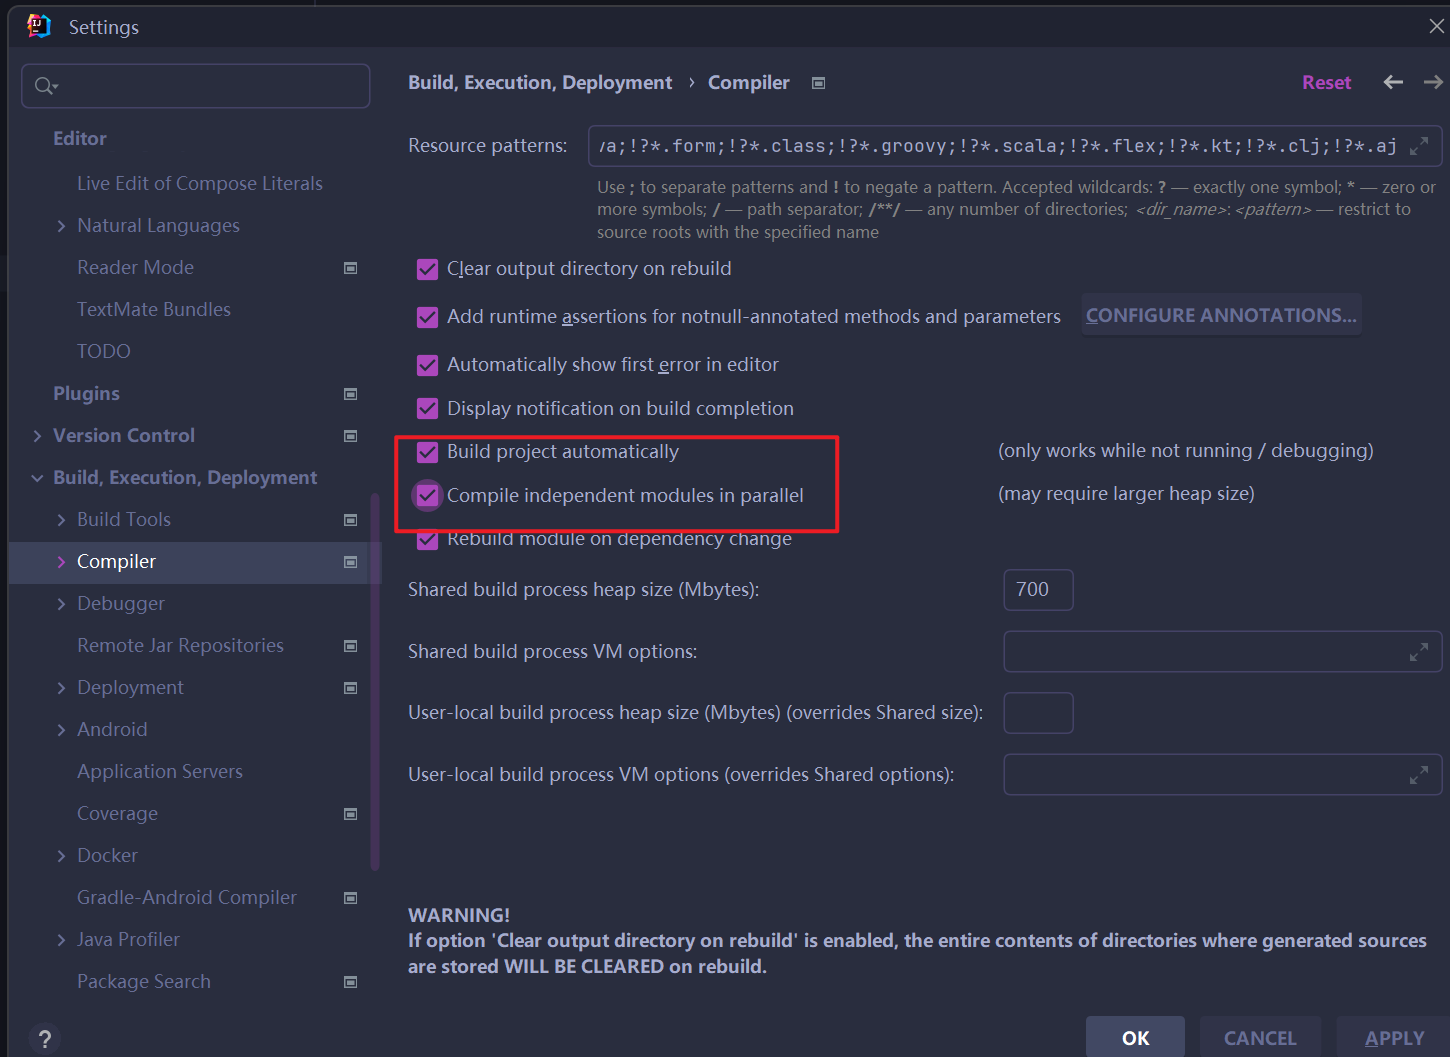 Settings
Build, Execution, Deployment › Compiler
Reset
Editor
Live Edit of Compose Literals
Natural Languages
Reader Mode
TextMate Bundles
TODO
Plugins
Version Control
Build, Execution, Deployment
Build Tools
Compiler
Debugger
Remote Jar Repositories
Deployment
Android
Application Servers
Coverage
Docker
Gradle-Android Compiler
Java Profiler
Package Search
?
Resource patterns:
va;!?*.form;!?*.class;!?*.groovy;!?*.scala;!?*.flex;!?*.kt;!?*.clj;!?*.aj
Use ; to separate patterns and ! to negate a pattern. Accepted wildcards: ? — exactly one symbol; * — zero or
more symbols; / — path separator; /**/ — any number of directories; <dir_name>:<pattern> — restrict to
source roots with the specified name
Clear output directory on rebuild
Add runtime assertions for notnull-annotated methods and parameters
CONFIGURE ANNOTATIONS...
Automatically show first error in editor
Display notification on build completion
Build project automatically
(only works while not running / debugging)
Compile independent modules in parallel
(may require larger heap size)
Rebuild module on dependency change
Shared build process heap size (Mbytes):
700
Shared build process VM options:
User-local build process heap size (Mbytes) (overrides Shared size):
User-local build process VM options (overrides Shared options):
WARNING!
If option 'Clear output directory on rebuild' is enabled, the entire contents of directories where generated sources
are stored WILL BE CLEARED on rebuild.
OK
CANCEL
APPLY